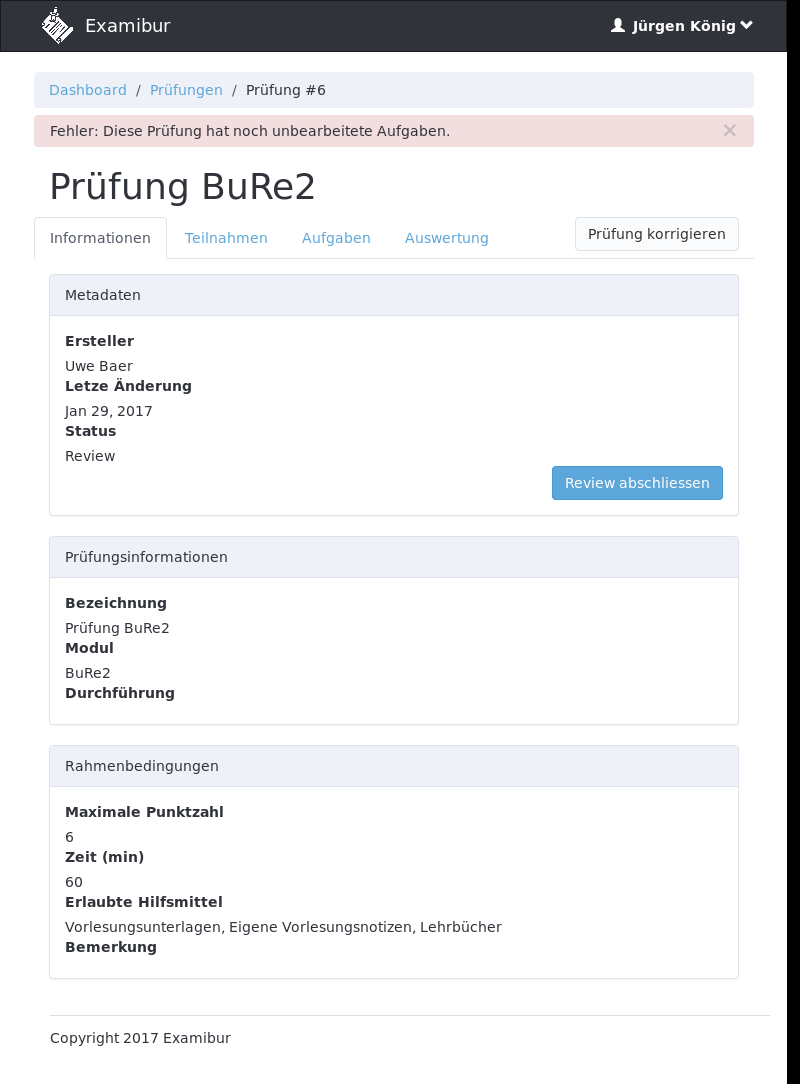 Examibur
Jürgen König
Dashboard / Prüfungen / Prüfung #6
Fehler: Diese Prüfung hat noch unbearbeitete Aufgaben. ×
Prüfung BuRe2
Informationen Teilnahmen Aufgaben Auswertung Prüfung korrigieren
Metadaten
Ersteller
Uwe Baer
Letze Änderung
Jan 29, 2017
Status
Review
Review abschliessen
Prüfungsinformationen
Bezeichnung
Prüfung BuRe2
Modul
BuRe2
Durchführung
Rahmenbedingungen
Maximale Punktzahl
6
Zeit (min)
60
Erlaubte Hilfsmittel
Vorlesungsunterlagen, Eigene Vorlesungsnotizen, Lehrbücher
Bemerkung
Copyright 2017 Examibur